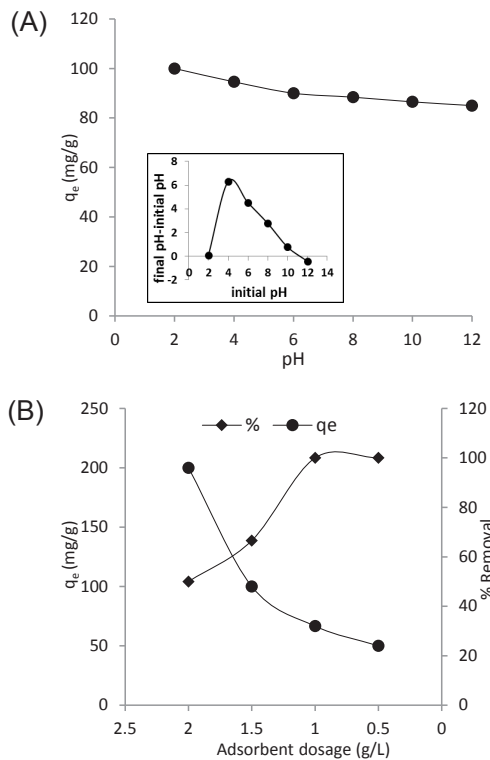 (A)
120
100
80
60
40
20
0
qe (mg/g)
0 2 4 6 8 10 12
pH
8
6
4
2
0
-2
final pH-initial pH
0 2 4 6 8 10 12 14
initial pH
(B)
% qe
250
200
150
100
50
0
qe (mg/g)
120
100
80
60
40
20
0
% Removal
2.5 2 1.5 1 0.5 0
Adsorbent dosage (g/L)